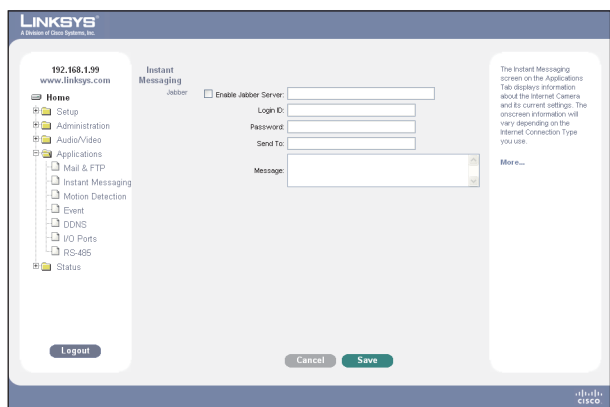 LINKSYS®
A Division of Cisco Systems, Inc.
192.168.1.99
www.linksys.com
Home
Setup
Administration
Audio/Video
Applications
Mail & FTP
Instant Messaging
Motion Detection
Event
DDNS
I/O Ports
RS-485
Status
Logout
Instant
Messaging
Jabber
Enable Jabber Server:
Login ID:
Password:
Send To:
Message:
Cancel
Save
The Instant Messaging
screen on the Applications
Tab displays information
about the Internet Camera
and its current settings. The
onscreen information will
vary depending on the
Internet Connection Type
you use.
More...
CISCO